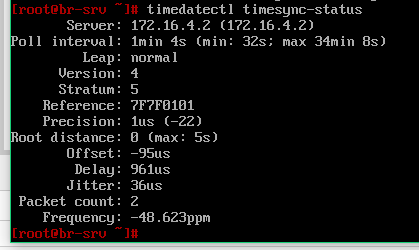 [root@br-srv ~]# timedatectl timesync-status
Server: 172.16.4.2 (172.16.4.2)
Poll interval: 1min 4s (min: 32s; max 34min 8s)
Leap: normal
Version: 4
Stratum: 5
Reference: 7F7F0101
Precision: 1us (-22)
Root distance: 0 (max: 5s)
Offset: -95us
Delay: 961us
Jitter: 36us
Packet count: 2
Frequency: -48.623ppm
[root@br-srv ~]#